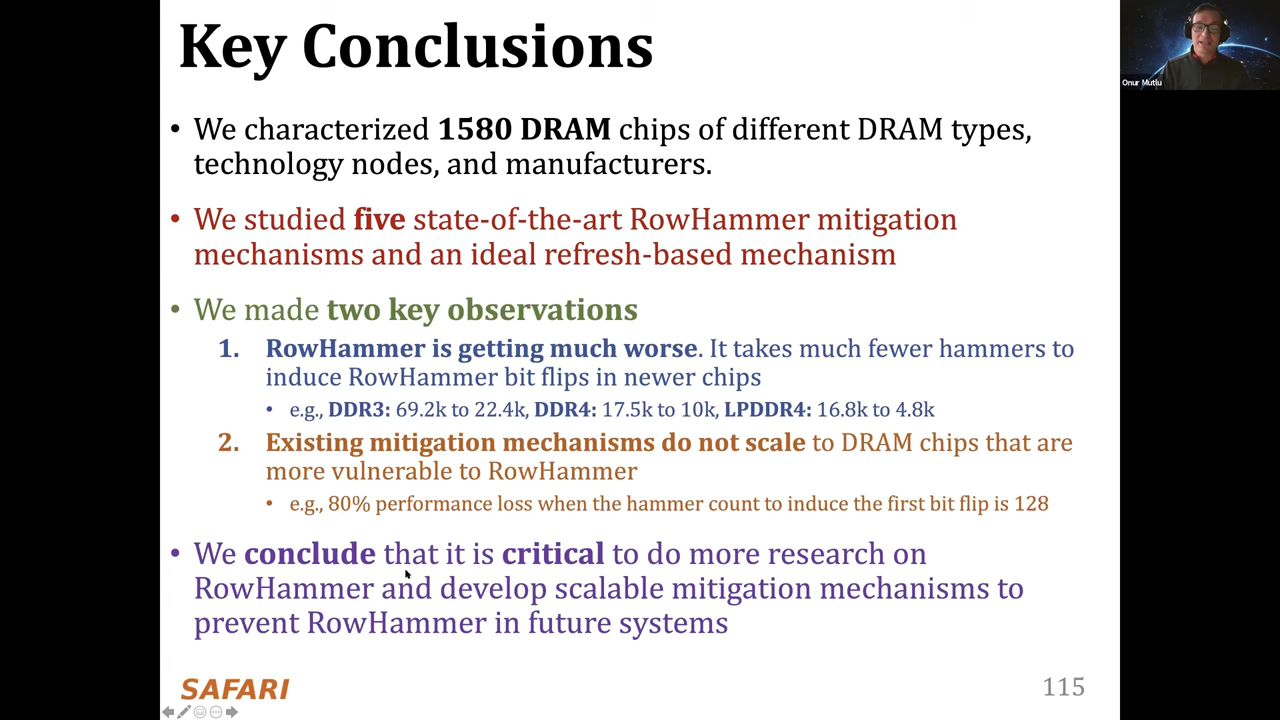 Key Conclusions
Onur Mutlu
• We characterized 1580 DRAM chips of different DRAM types,
technology nodes, and manufacturers.
• We studied five state-of-the-art RowHammer mitigation
mechanisms and an ideal refresh-based mechanism
• We made two key observations
1. RowHammer is getting much worse. It takes much fewer hammers to
induce RowHammer bit flips in newer chips
• e.g., DDR3: 69.2k to 22.4k, DDR4: 17.5k to 10k, LPDDR4: 16.8k to 4.8k
2. Existing mitigation mechanisms do not scale to DRAM chips that are
more vulnerable to RowHammer
• e.g., 80% performance loss when the hammer count to induce the first bit flip is 128
• We conclude that it is critical to do more research on
RowHammer and develop scalable mitigation mechanisms to
prevent RowHammer in future systems
SAFARI
115